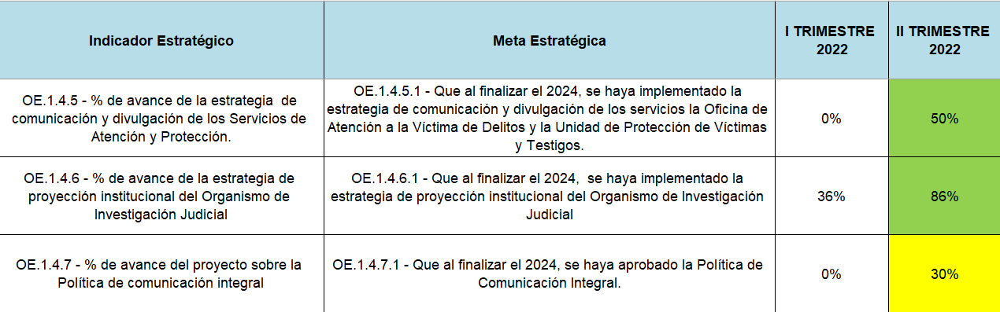 Indicador Estratégico
Meta Estratégica
I TRIMESTRE
2022
II TRIMESTRE
2022
OE.1.4.5 - % de avance de la estrategia  de
comunicación y divulgación de los Servicios de
Atención y Protección.
OE.1.4.5.1 - Que al finalizar el 2024, se haya implementado la
estrategia de comunicación y divulgación de los servicios la Oficina de
Atención a la Víctima de Delitos y la Unidad de Protección de Víctimas
y Testigos.
0%
50%
OE.1.4.6 - % de avance de la estrategia de
proyección institucional del Organismo de
Investigación Judicial
OE.1.4.6.1 - Que al finalizar el 2024,  se haya implementado la
estrategia de proyección institucional del Organismo de Investigación
Judicial
36%
86%
OE.1.4.7 - % de avance del proyecto sobre la
Política de comunicación integral
OE.1.4.7.1 - Que al finalizar el 2024, se haya aprobado la Política de
Comunicación Integral.
0%
30%